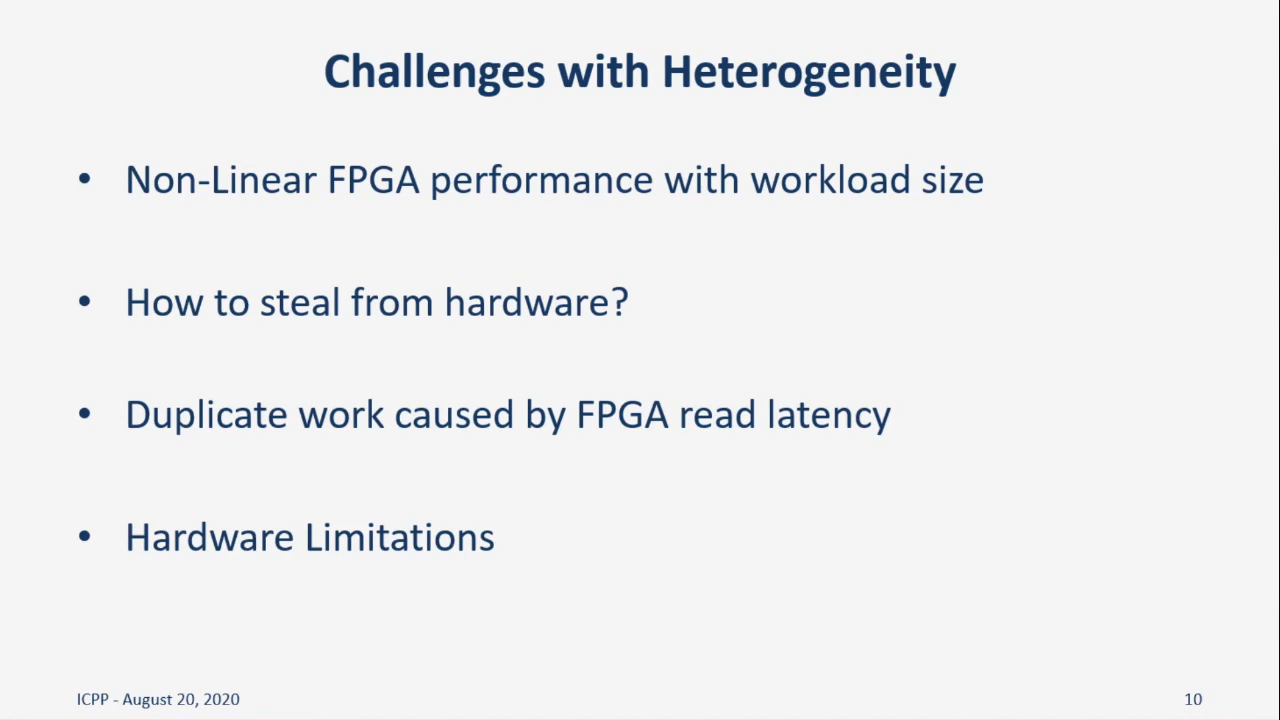 Challenges with Heterogeneity
• Non-Linear FPGA performance with workload size
• How to steal from hardware?
• Duplicate work caused by FPGA read latency
• Hardware Limitations
ICPP - August 20, 2020
10